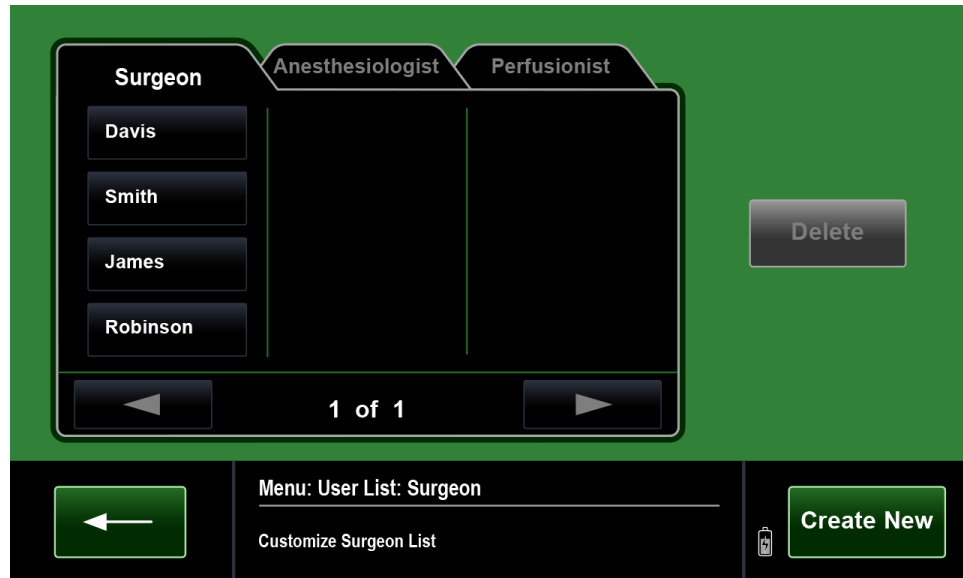 Surgeon
Anesthesiologist
Perfusionist
Davis
Smith
James
Robinson
Delete
1 of 1
Menu: User List: Surgeon
Customize Surgeon List
Create New